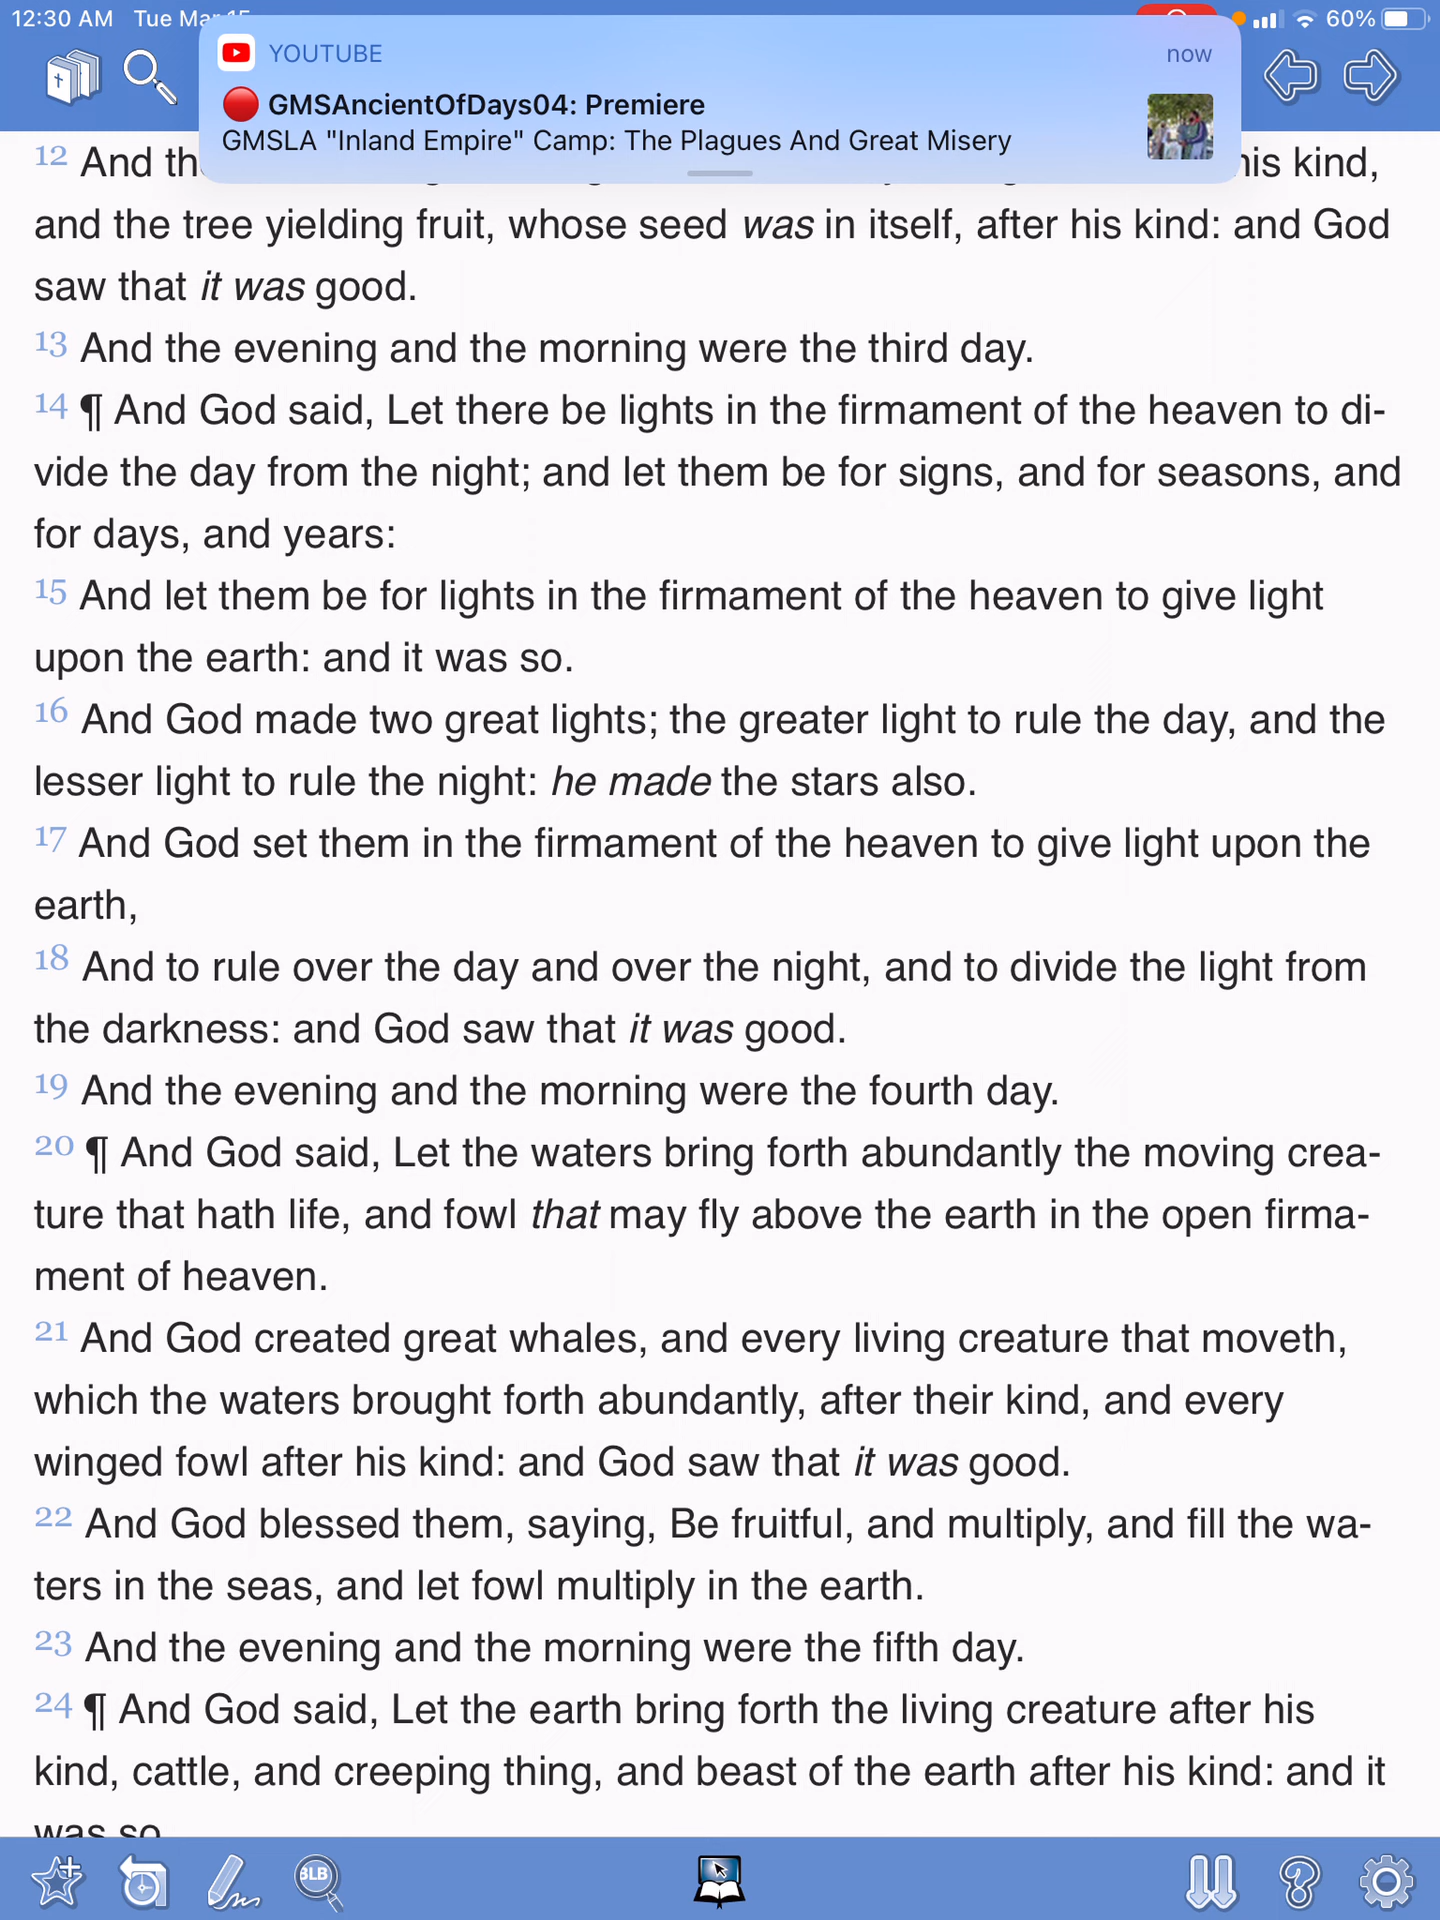 12:30 AM Tue Mar 15
60%
YOUTUBE
now
GMSAncientOfDays04: Premiere
GMSLA "Inland Empire" Camp: The Plagues And Great Misery
12 And his kind,
and the tree yielding fruit, whose seed was in itself, after his kind: and God
saw that it was good.
13 And the evening and the morning were the third day.
14 ¶ And God said, Let there be lights in the firmament of the heaven to di-
vide the day from the night; and let them be for signs, and for seasons, and
for days, and years:
15 And let them be for lights in the firmament of the heaven to give light
upon the earth: and it was so.
16 And God made two great lights; the greater light to rule the day, and the
lesser light to rule the night: he made the stars also.
17 And God set them in the firmament of the heaven to give light upon the
earth,
18 And to rule over the day and over the night, and to divide the light from
the darkness: and God saw that it was good.
19 And the evening and the morning were the fourth day.
20 ¶ And God said, Let the waters bring forth abundantly the moving crea-
ture that hath life, and fowl that may fly above the earth in the open firma-
ment of heaven.
21 And God created great whales, and every living creature that moveth,
which the waters brought forth abundantly, after their kind, and every
winged fowl after his kind: and God saw that it was good.
22 And God blessed them, saying, Be fruitful, and multiply, and fill the wa-
ters in the seas, and let fowl multiply in the earth.
23 And the evening and the morning were the fifth day.
24 ¶ And God said, Let the earth bring forth the living creature after his
kind, cattle, and creeping thing, and beast of the earth after his kind: and it
was so
BLB